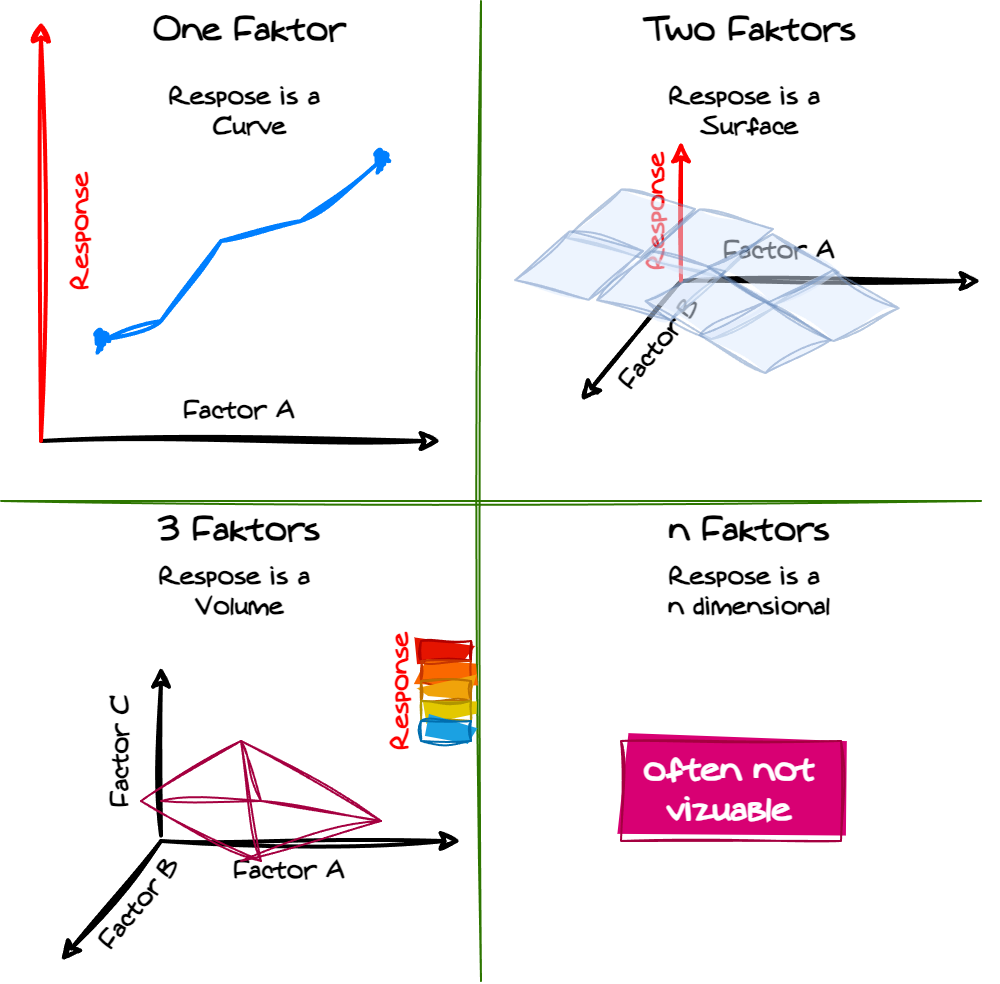 One Faktor
Respose is a
Curve
Response
Factor A
Two Faktors
Respose is a
Surface
Response
Factor A
Factor B
3 Faktors
Respose is a
Volume
Response
Factor C
Factor A
Factor B
n Faktors
Respose is a
n dimensional
often not
vizuable